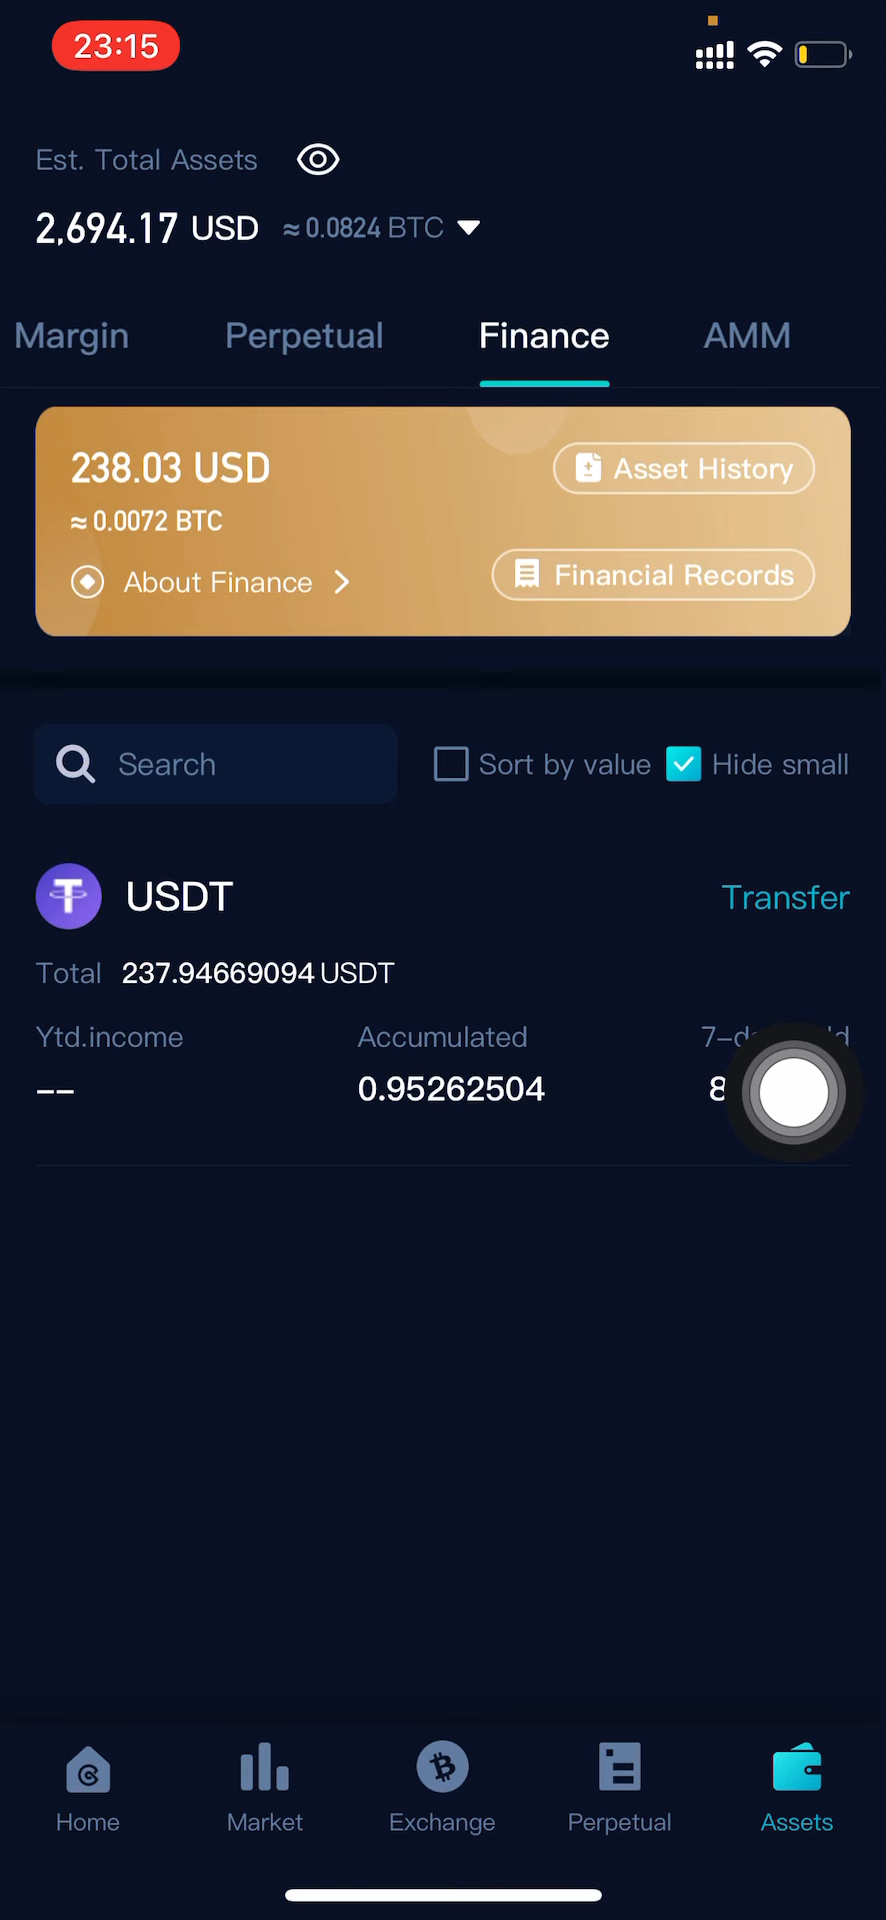 23:15
Est. Total Assets
2,694.17 USD ≈ 0.0824 BTC
Margin Perpetual Finance AMM
238.03 USD
Asset History
≈ 0.0072 BTC
About Finance
Financial Records
Search
Sort by value
Hide small
USDT
Transfer
Total 237.94669094 USDT
Ytd.income Accumulated
-- 0.95262504
Home Market Exchange Perpetual Assets